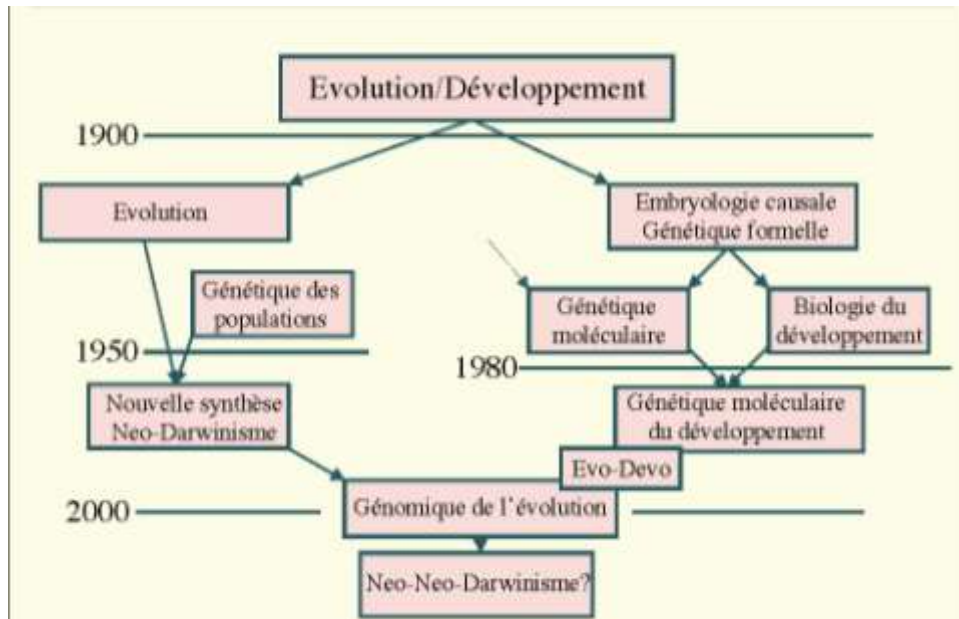 Evolution/Développement
1900
Evolution
Embryologie causale
Génétique formelle
Génétique des
populations
Génétique
moléculaire
Biologie du
développement
1950
1980
Nouvelle synthèse
Neo-Darwinisme
Génétique moléculaire
du développement
Evo-Devo
2000
Génomique de l'évolution
Neo-Neo-Darwinisme?